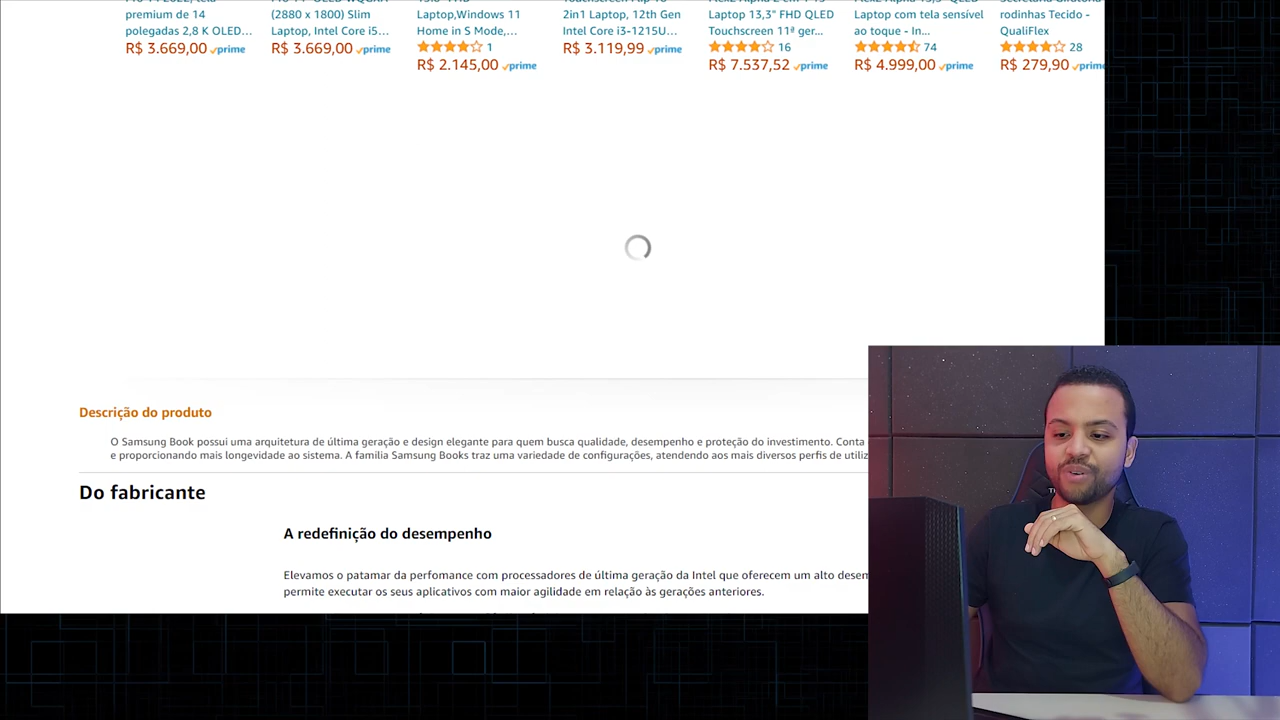 premium de 14
polegadas 2,8 K OLED...
R$ 3.669,00 prime
(2880 x 1800) Slim
Laptop, Intel Core i5...
R$ 3.669,00 prime
Laptop,Windows 11
Home in S Mode,...
1
R$ 2.145,00 prime
2in1 Laptop, 12th Gen
Intel Core i3-1215U...
R$ 3.119,99 prime
Laptop 13,3" FHD QLED
Touchscreen 11ª ger...
16
R$ 7.537,52 prime
Laptop com tela sensível
ao toque - In...
74
R$ 4.999,00 prime
rodinhas Tecido -
QualiFlex
28
R$ 279,90 prime
Descrição do produto
O Samsung Book possui uma arquitetura de última geração e design elegante para quem busca qualidade, desempenho e proteção do investimento. Conta
e proporcionando mais longevidade ao sistema. A familia Samsung Books traz uma variedade de configurações, atendendo aos mais diversos perfis de utiliz
Do fabricante
A redefinição do desempenho
Elevamos o patamar da perfomance com processadores de última geração da Intel que oferecem um alto desem
permite executar os seus aplicativos com maior agilidade em relação às gerações anteriores.